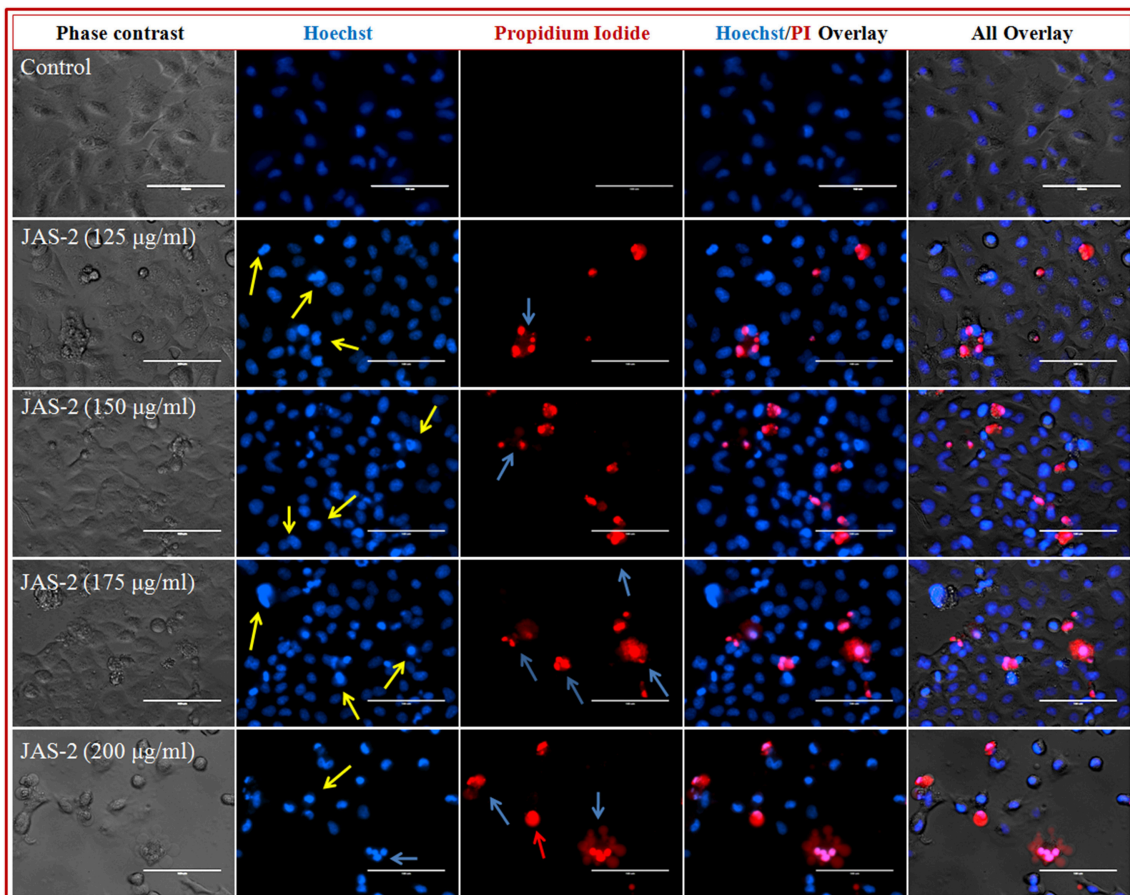 Phase contrast Hoechst Propidium Iodide Hoechst/PI Overlay All Overlay
Control
JAS-2 (125 µg/ml)
JAS-2 (150 µg/ml)
JAS-2 (175 µg/ml)
JAS-2 (200 µg/ml)